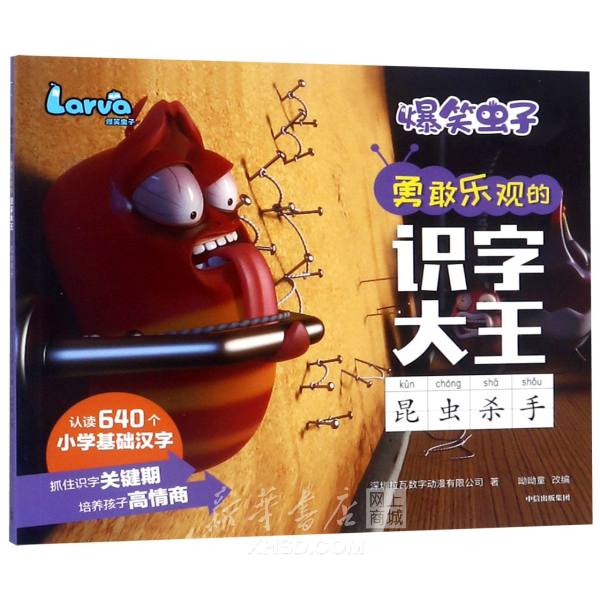 Larva
爆笑虫子
爆笑虫子
勇敢乐观的
识字
大王
kūn chóng shā shǒu
昆虫杀手
认读640个
小学基础汉字
抓住识字关键期
培养孩子高情商
深圳拉瓦数字动漫有限公司 著 呦呦童 改编
中信出版集团
新华书店
网上
商城
XHSD.COM